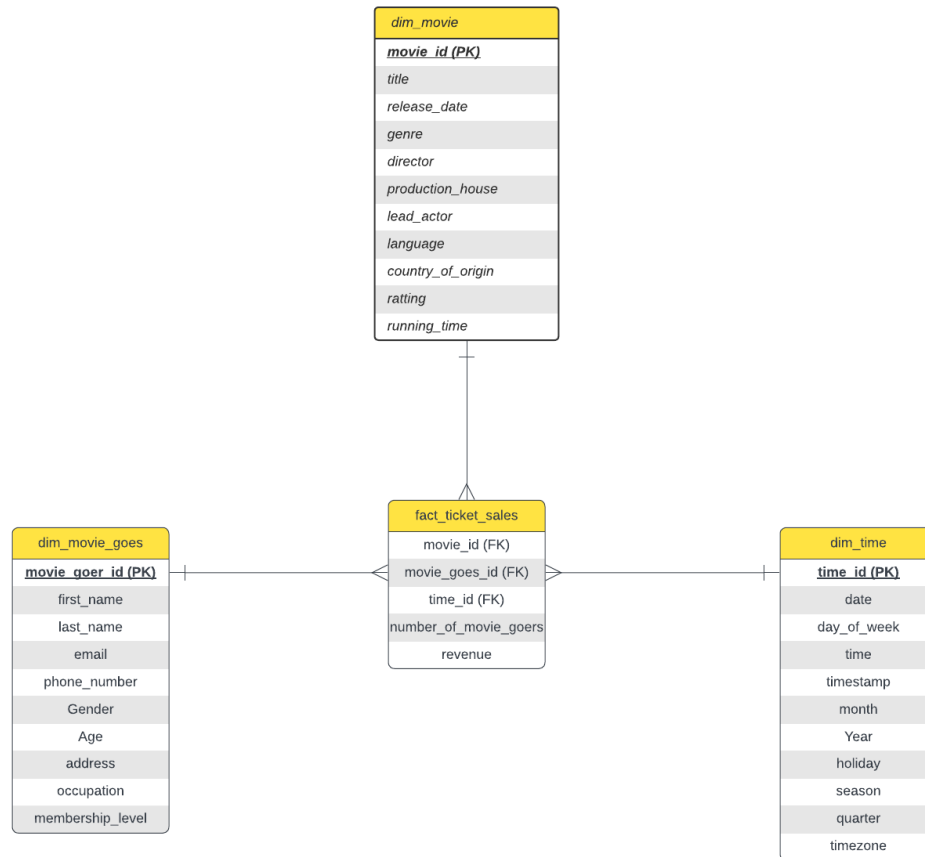 dim_movie
movie_id (PK)
title
release_date
genre
director
production_house
lead_actor
language
country_of_origin
ratting
running_time
fact_ticket_sales
movie_id (FK)
movie_goes_id (FK)
time_id (FK)
number_of_movie_goers
revenue
dim_movie_goes
movie_goer_id (PK)
first_name
last_name
email
phone_number
Gender
Age
address
occupation
membership_level
dim_time
time_id (PK)
date
day_of_week
time
timestamp
month
Year
holiday
season
quarter
timezone